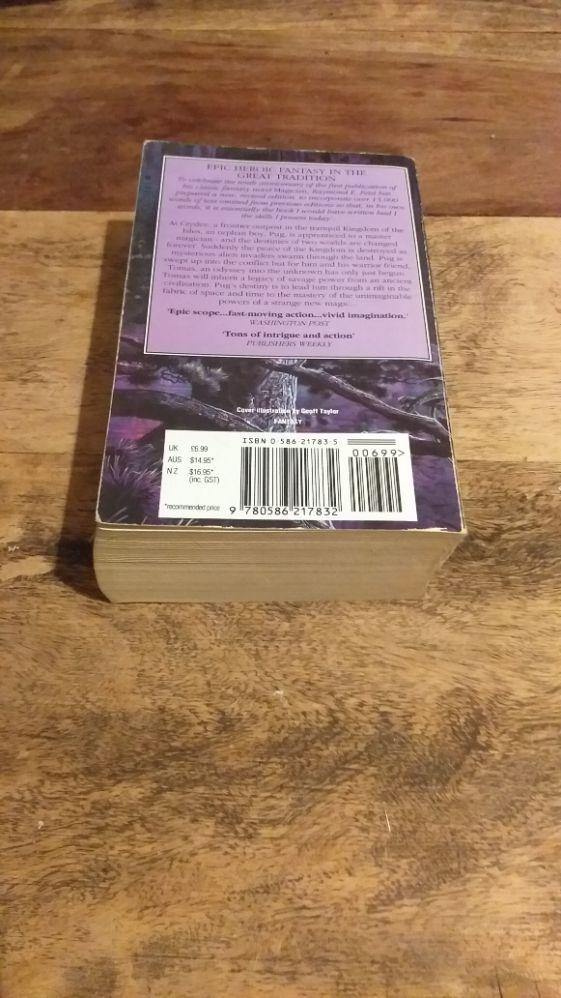 EPIC HEROIC FANTASY IN THE
GREAT TRADITION
To celebrate the tenth anniversary of the first publication of
his classic fantasy novel Magician, Raymond E. Feist has
prepared a new, revised edition, to incorporate over 15,000
words of text omitted from previous editions so that, in his own
words, 'it is essentially the book I would have written had I
the skills I possess today'.
At Crydee, a frontier outpost in the tranquil Kingdom of the
Isles, an orphan boy, Pug, is apprenticed to a master
magician – and the destinies of two worlds are changed
forever. Suddenly the peace of the Kingdom is destroyed as
mysterious alien invaders swarm through the land. Pug is
swept up into the conflict but for him and his warrior friend,
Tomas, an odyssey into the unknown has only just begun.
Tomas will inherit a legacy of savage power from an ancient
civilisation. Pug's destiny is to lead him through a rift in the
fabric of space and time to the mastery of the unimaginable
powers of a strange new magic...
'Epic scope...fast-moving action...vivid imagination.'
WASHINGTON POST
'Tons of intrigue and action'
PUBLISHERS WEEKLY
Cover illustration by Geoff Taylor
FANTASY
UK £6.99
AUS $14.95*
NZ $16.95*
(inc. GST)
*recommended price
ISBN 0-586-21783-5
00699>
9 780586 217832